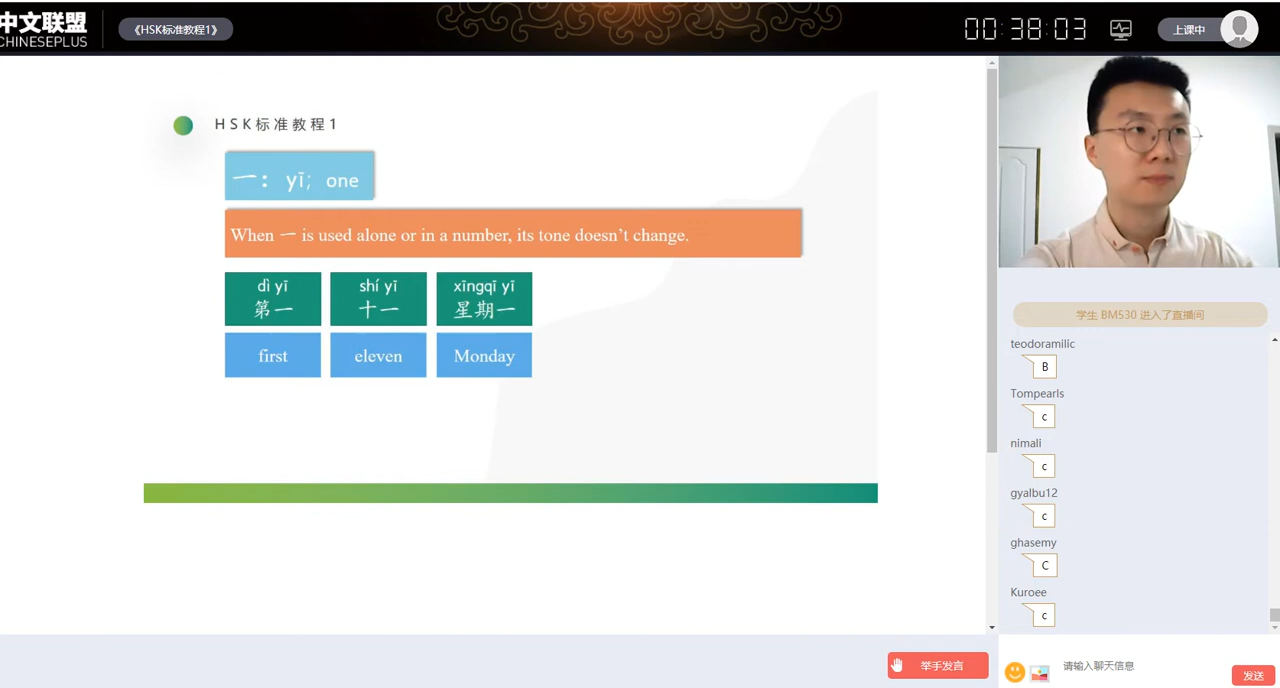 中文联盟
CHINESEPLUS
《HSK标准教程1》
00:38:03
上课中
HSK标准教程1
一：yī；one
When 一 is used alone or in a number, its tone doesn't change.
dì yī
第一
shí yī
十一
xīngqī yī
星期一
first
eleven
Monday
学生 BM530 进入了直播间
teodoramilic
B
Tompearls
c
nimali
c
gyalbu12
c
ghasemy
C
Kuroee
c
举手发言
请输入聊天信息
发送